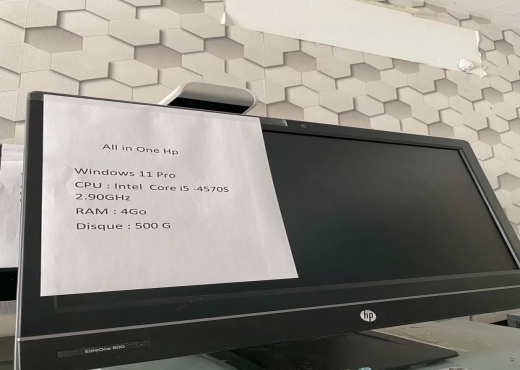 All in One Hp
Windows 11 Pro
CPU : Intel Core i5 -4570S
2.90GHz
RAM : 4Go
Disque : 500 G
hp
EliteOne 800